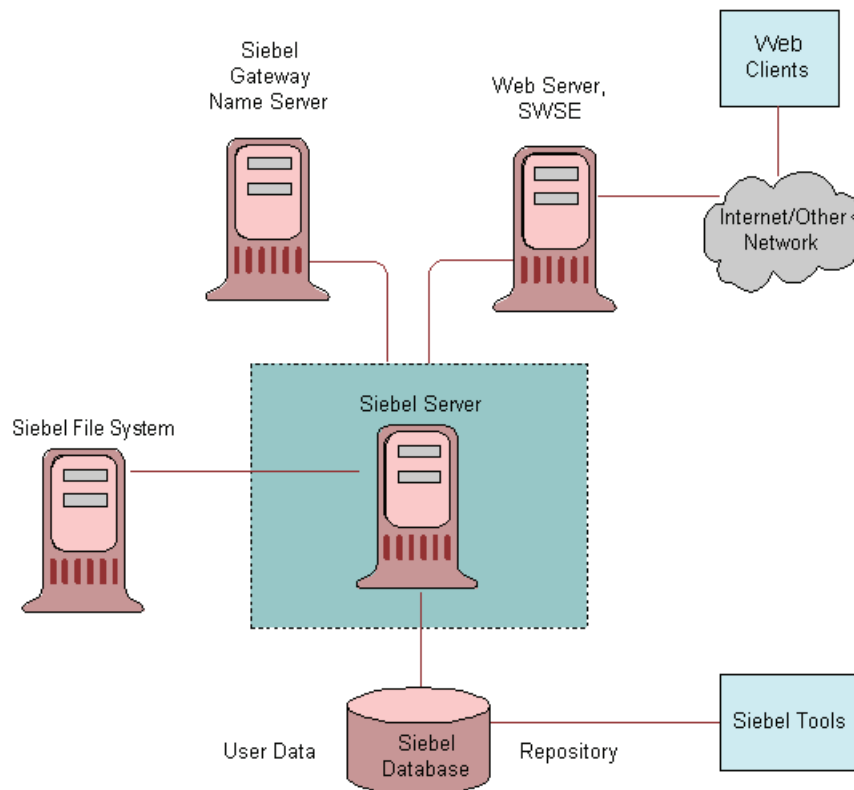 Siebel
Gateway
Name Server
Web Server,
SWSE
Web
Clients
Internet/Other
Network
Siebel Server
Siebel File System
User Data
Siebel
Database
Repository
Siebel Tools